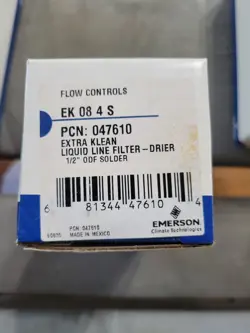 FLOW CONTROLS
EK 08 4 S
PCN: 047610
EXTRA KLEAN
LIQUID LINE FILTER-DRIER
1/2" ODF SOLDER
6 81344 47610 4
PCN: 047610
MADE IN MEXICO
EMERSON
Climate Technologies